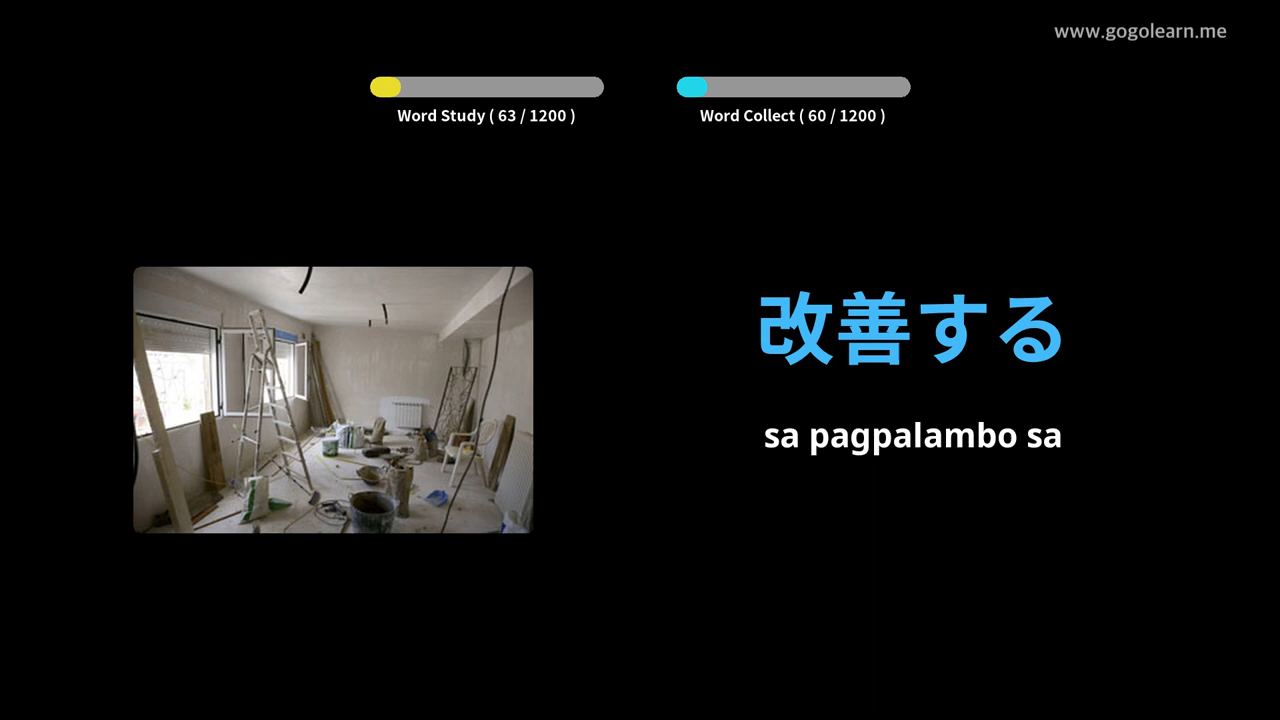 www.gogolearn.me
Word Study ( 63 / 1200 )
Word Collect ( 60 / 1200 )
改善する
sa pagpalambo sa